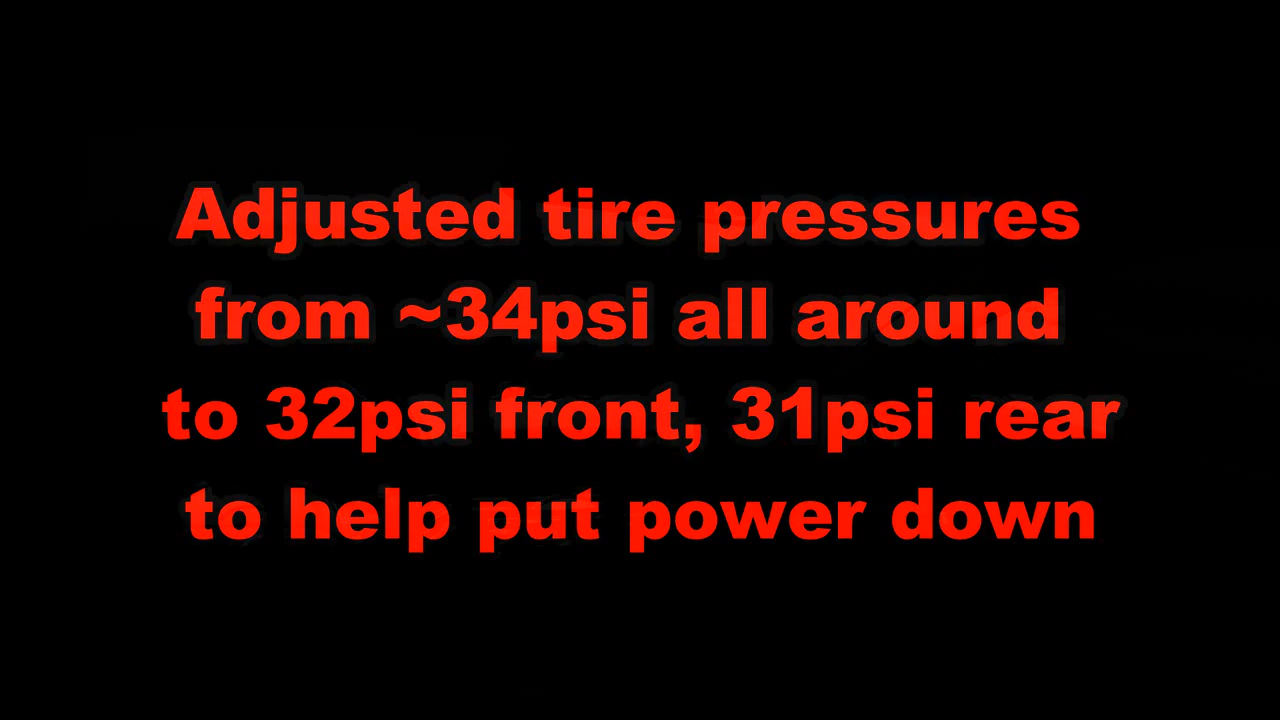 Adjusted tire pressures
from ~34psi all around
to 32psi front, 31psi rear
to help put power down